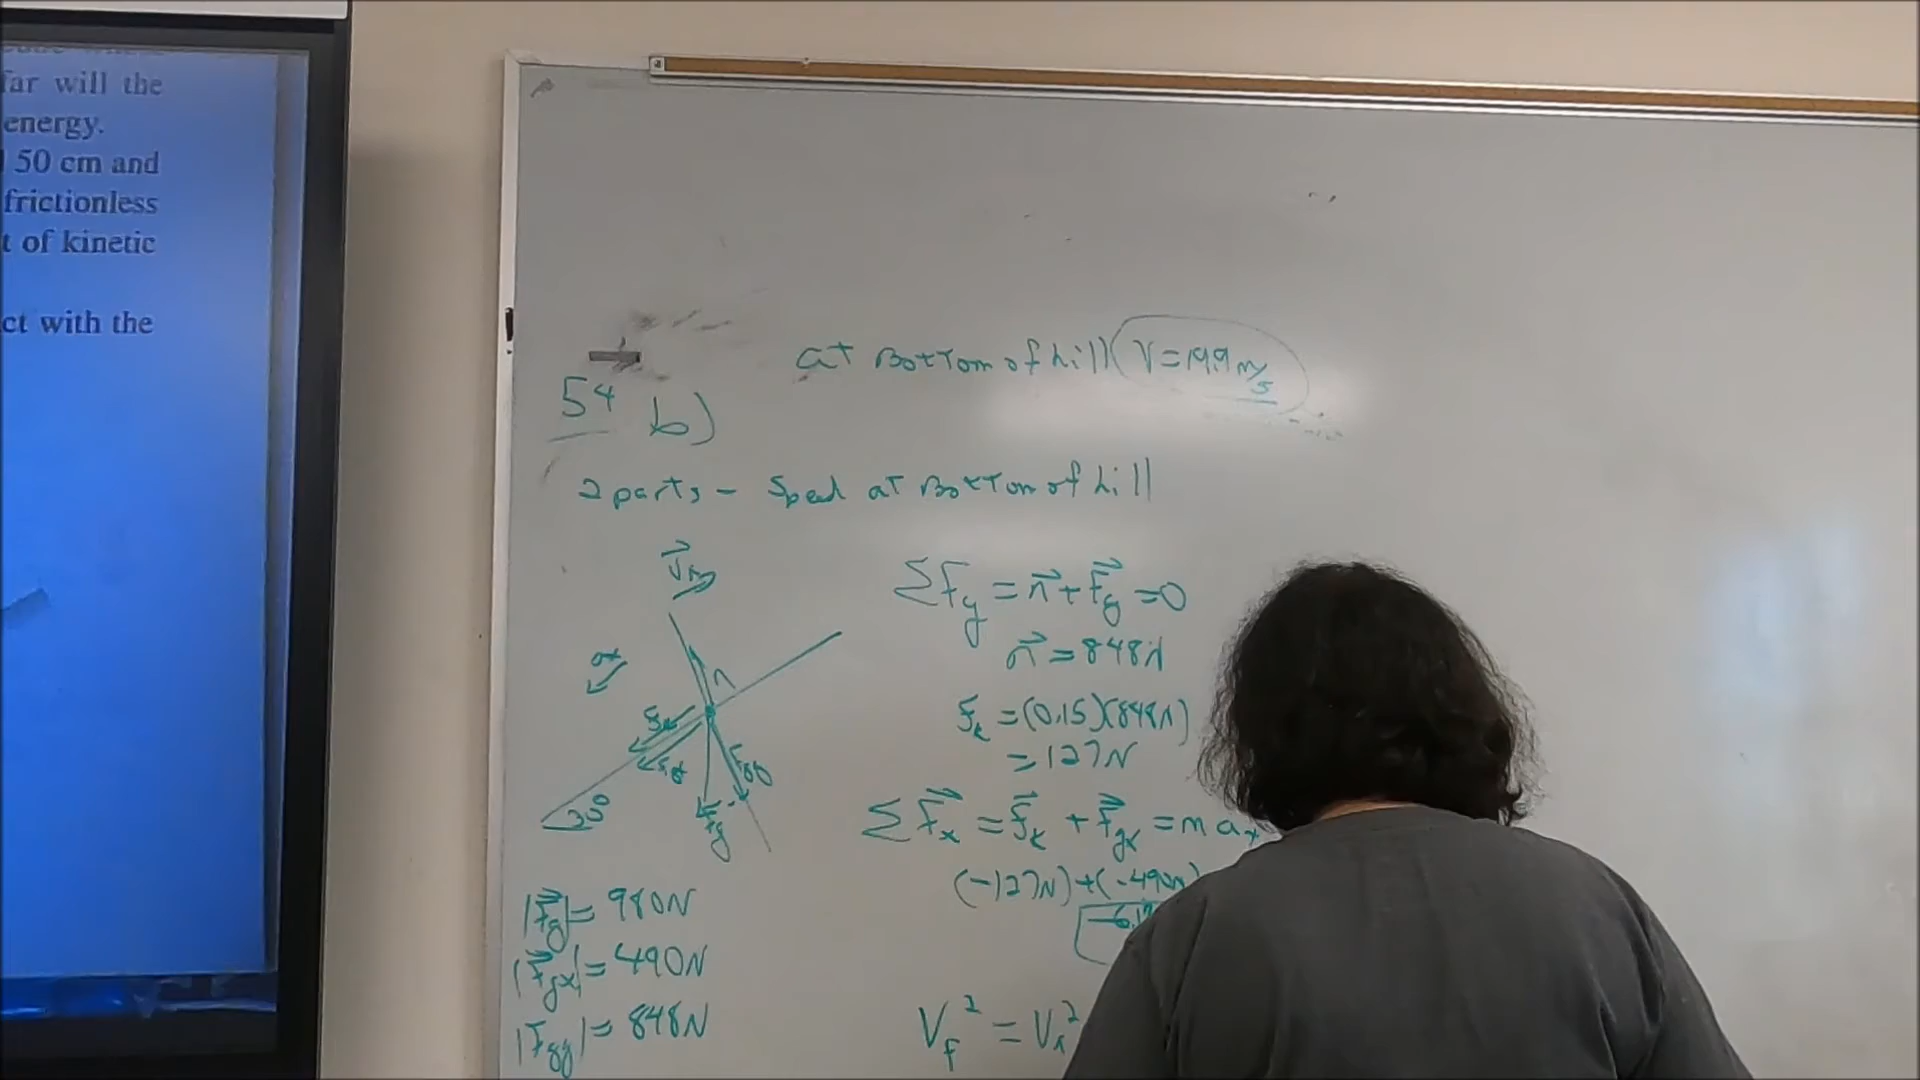 far will the
energy.
50 cm and
frictionless
t of kinetic
ct with the
at Bottom of hill V = 19.9 m/s
54 b)
2 parts - Speed at Bottom of hill
ΣFy = n + Fg = 0
n = 848N
fk = (0.15)(848N)
= 127N
ΣFx = fk + Fgx = m ax
(-127N) + (-490N)
n
Fg
30°
|Fg| = 980N
|Fgx| = 490N
|Fgy| = 848N
Vf² = Vi²